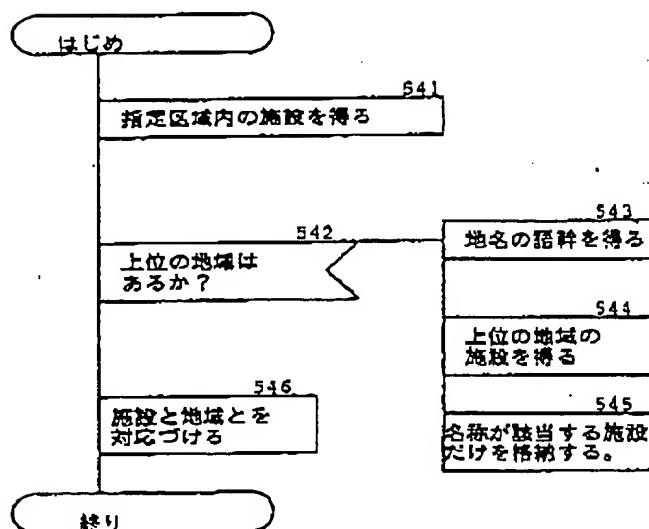 はじめ
541
指定区域内の施設を得る
542
上位の地域は
あるか?
543
地名の語幹を得る
544
上位の地域の
施設を得る
545
名称が該当する施設
だけを格納する。
546
施設と地域とを
対応づける
終り